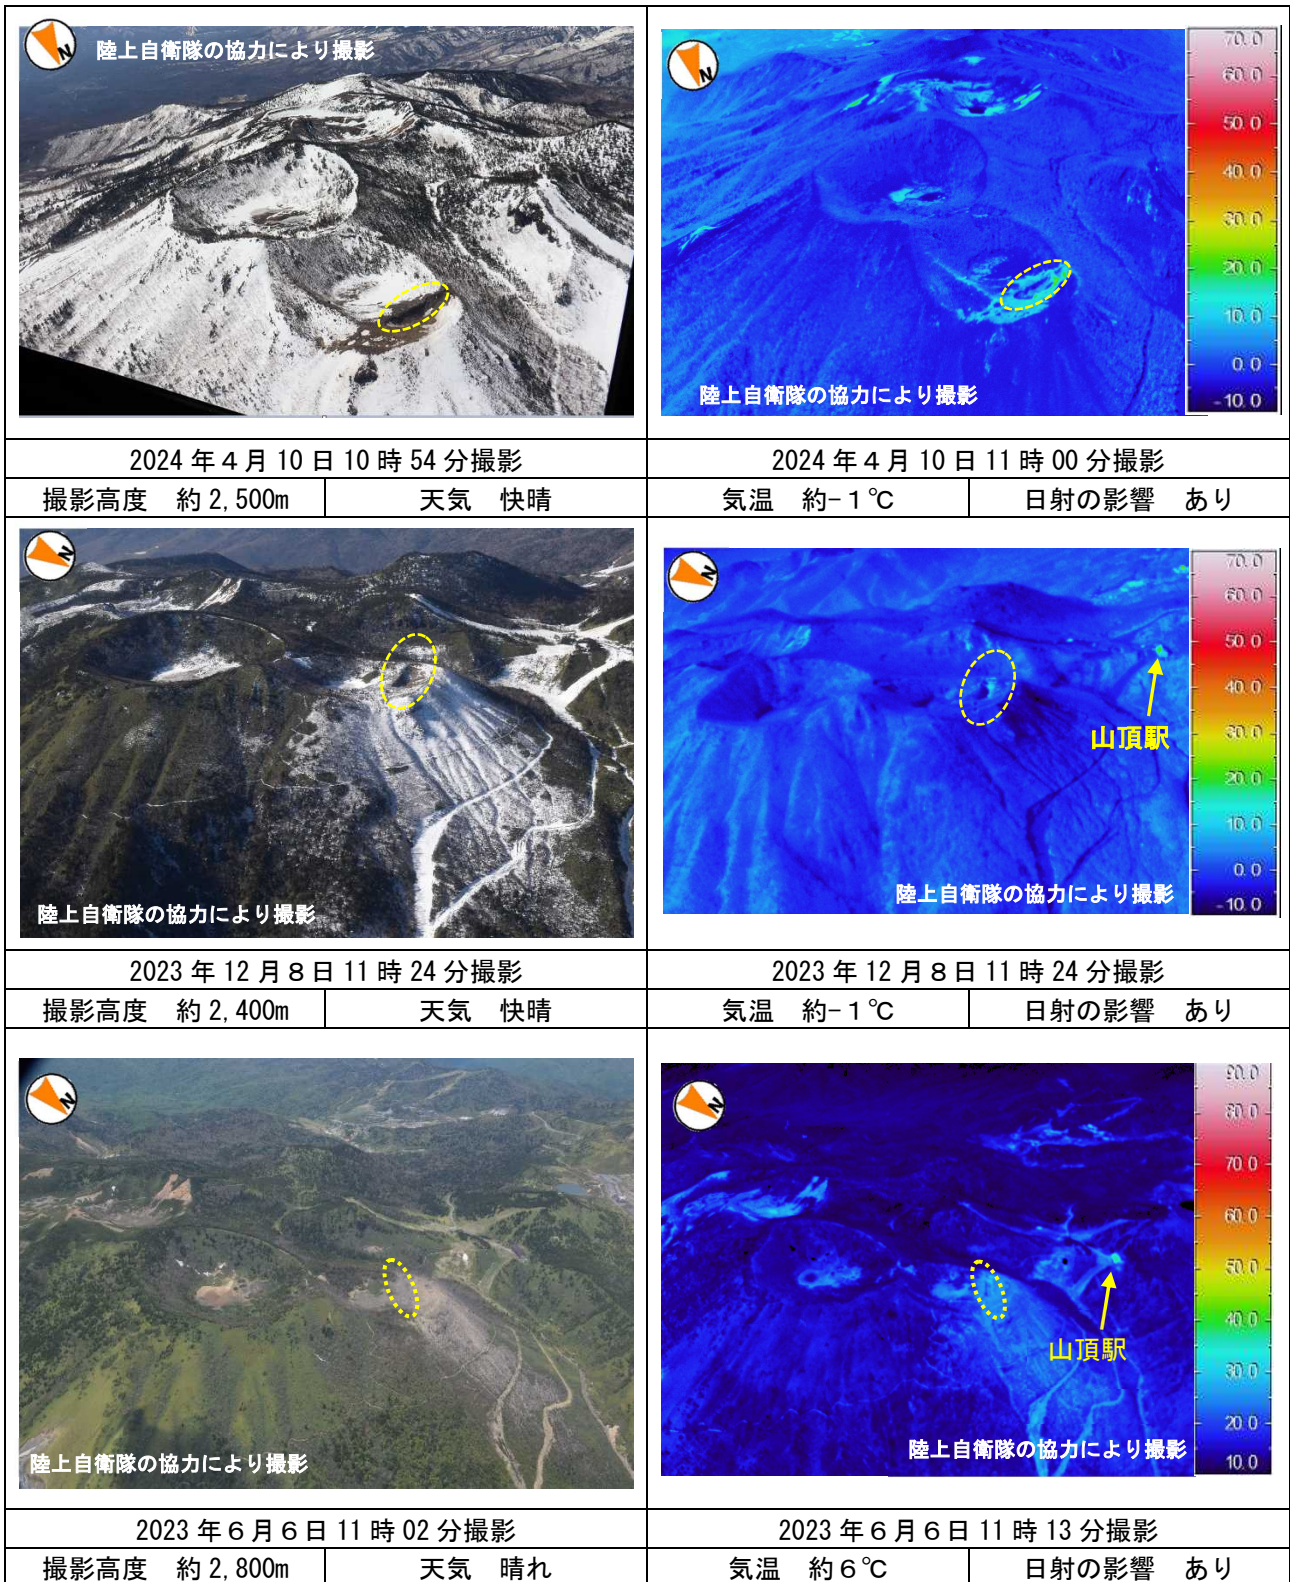 N
陸上自衛隊の協力により撮影
N
70.0
60.0
50.0
40.0
30.0
20.0
10.0
0.0
-10.0
陸上自衛隊の協力により撮影
2024年4月10日10時54分撮影
2024年4月10日11時00分撮影
撮影高度 約2,500m
天気 快晴
気温 約-1℃
日射の影響 あり
N
陸上自衛隊の協力により撮影
N
70.0
60.0
50.0
40.0
30.0
20.0
10.0
0.0
-10.0
山頂駅
陸上自衛隊の協力により撮影
2023年12月8日11時24分撮影
2023年12月8日11時24分撮影
撮影高度 約2,400m
天気 快晴
気温 約-1℃
日射の影響 あり
N
陸上自衛隊の協力により撮影
N
90.0
80.0
70.0
60.0
50.0
40.0
30.0
20.0
10.0
山頂駅
陸上自衛隊の協力により撮影
2023年6月6日11時02分撮影
2023年6月6日11時13分撮影
撮影高度 約2,800m
天気 晴れ
気温 約6℃
日射の影響 あり